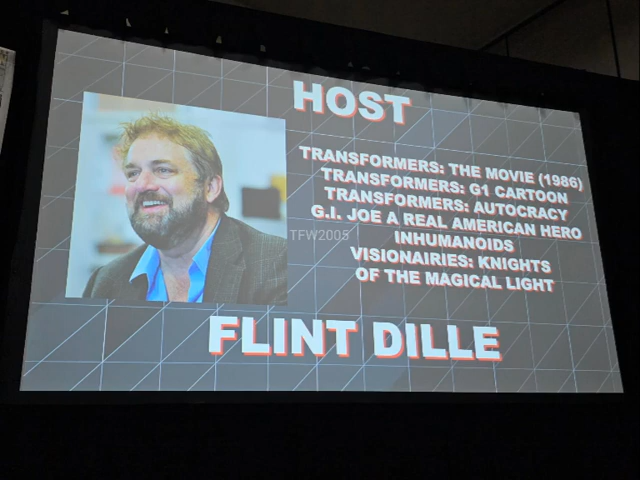 HOST
TRANSFORMERS: THE MOVIE (1986)
TRANSFORMERS: G1 CARTOON
TRANSFORMERS: AUTOCRACY
G.I. JOE A REAL AMERICAN HERO
INHUMANOIDS
VISIONAIRIES: KNIGHTS
OF THE MAGICAL LIGHT
TFW2005
FLINT DILLE